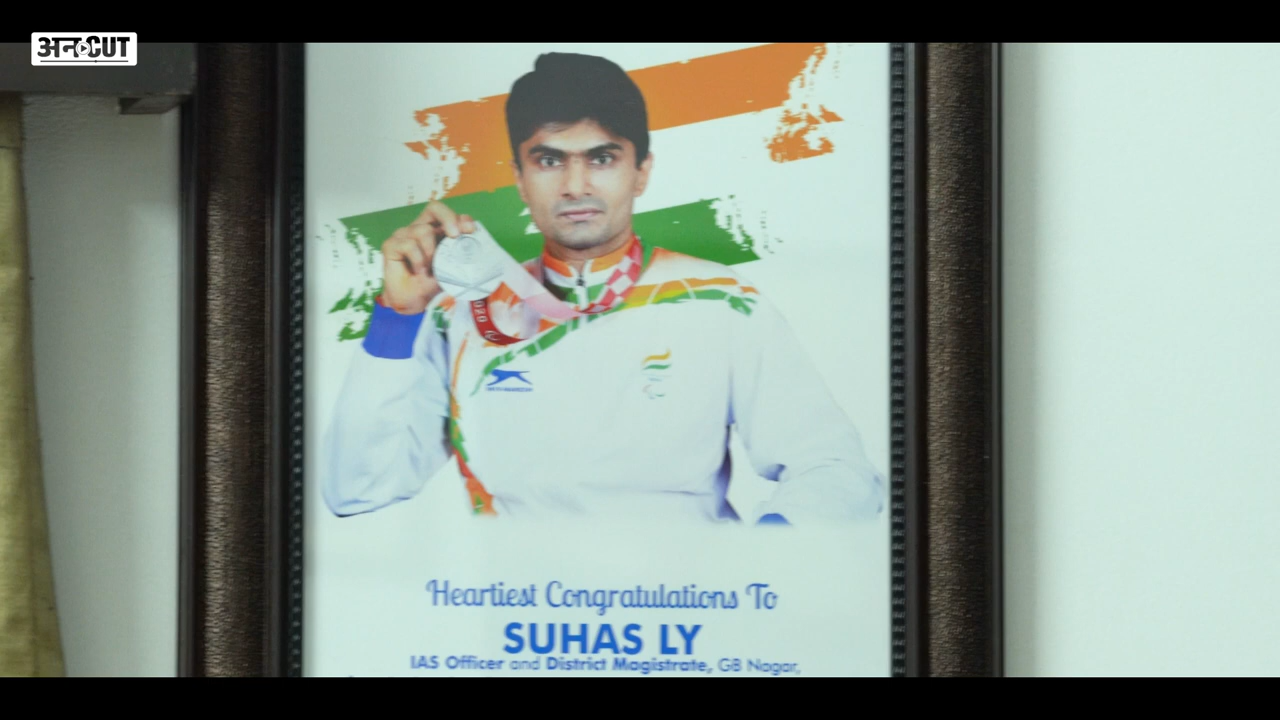 अनCUT
Heartiest Congratulations To
SUHAS LY
IAS Officer and District Magistrate, GB Nagar,